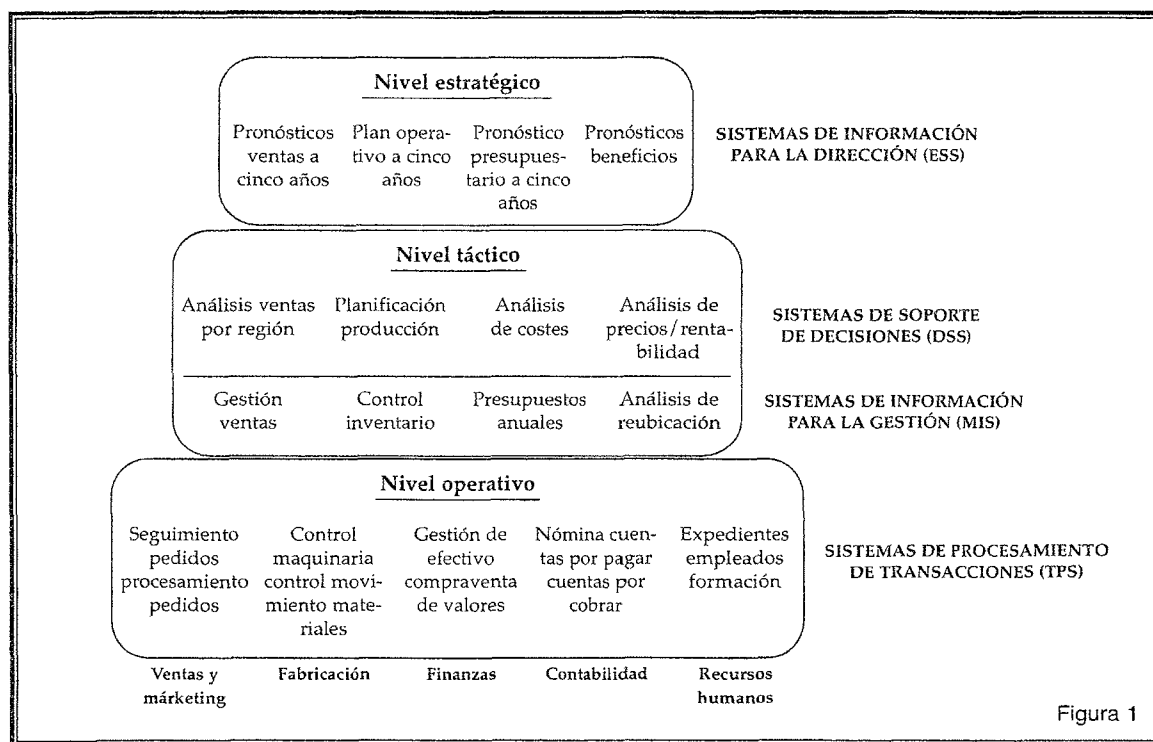 Nivel estratégico
Pronósticos Plan opera- Pronóstico Pronósticos
ventas a tivo a cinco presupues- beneficios
cinco años años tario a cinco
años
SISTEMAS DE INFORMACIÓN
PARA LA DIRECCIÓN (ESS)
Nivel táctico
Análisis ventas Planificación Análisis Análisis de
por región producción de costes precios/renta-
bilidad
SISTEMAS DE SOPORTE
DE DECISIONES (DSS)
Gestión Control Presupuestos Análisis de
ventas inventario anuales reubicación
SISTEMAS DE INFORMACIÓN
PARA LA GESTIÓN (MIS)
Nivel operativo
Seguimiento Control Gestión de Nómina cuen- Expedientes
pedidos maquinaria efectivo tas por pagar empleados
procesamiento control movi- compraventa cuentas por formación
pedidos miento mate- de valores cobrar
riales
SISTEMAS DE PROCESAMIENTO
DE TRANSACCIONES (TPS)
Ventas y Fabricación Finanzas Contabilidad Recursos
márketing humanos
Figura 1